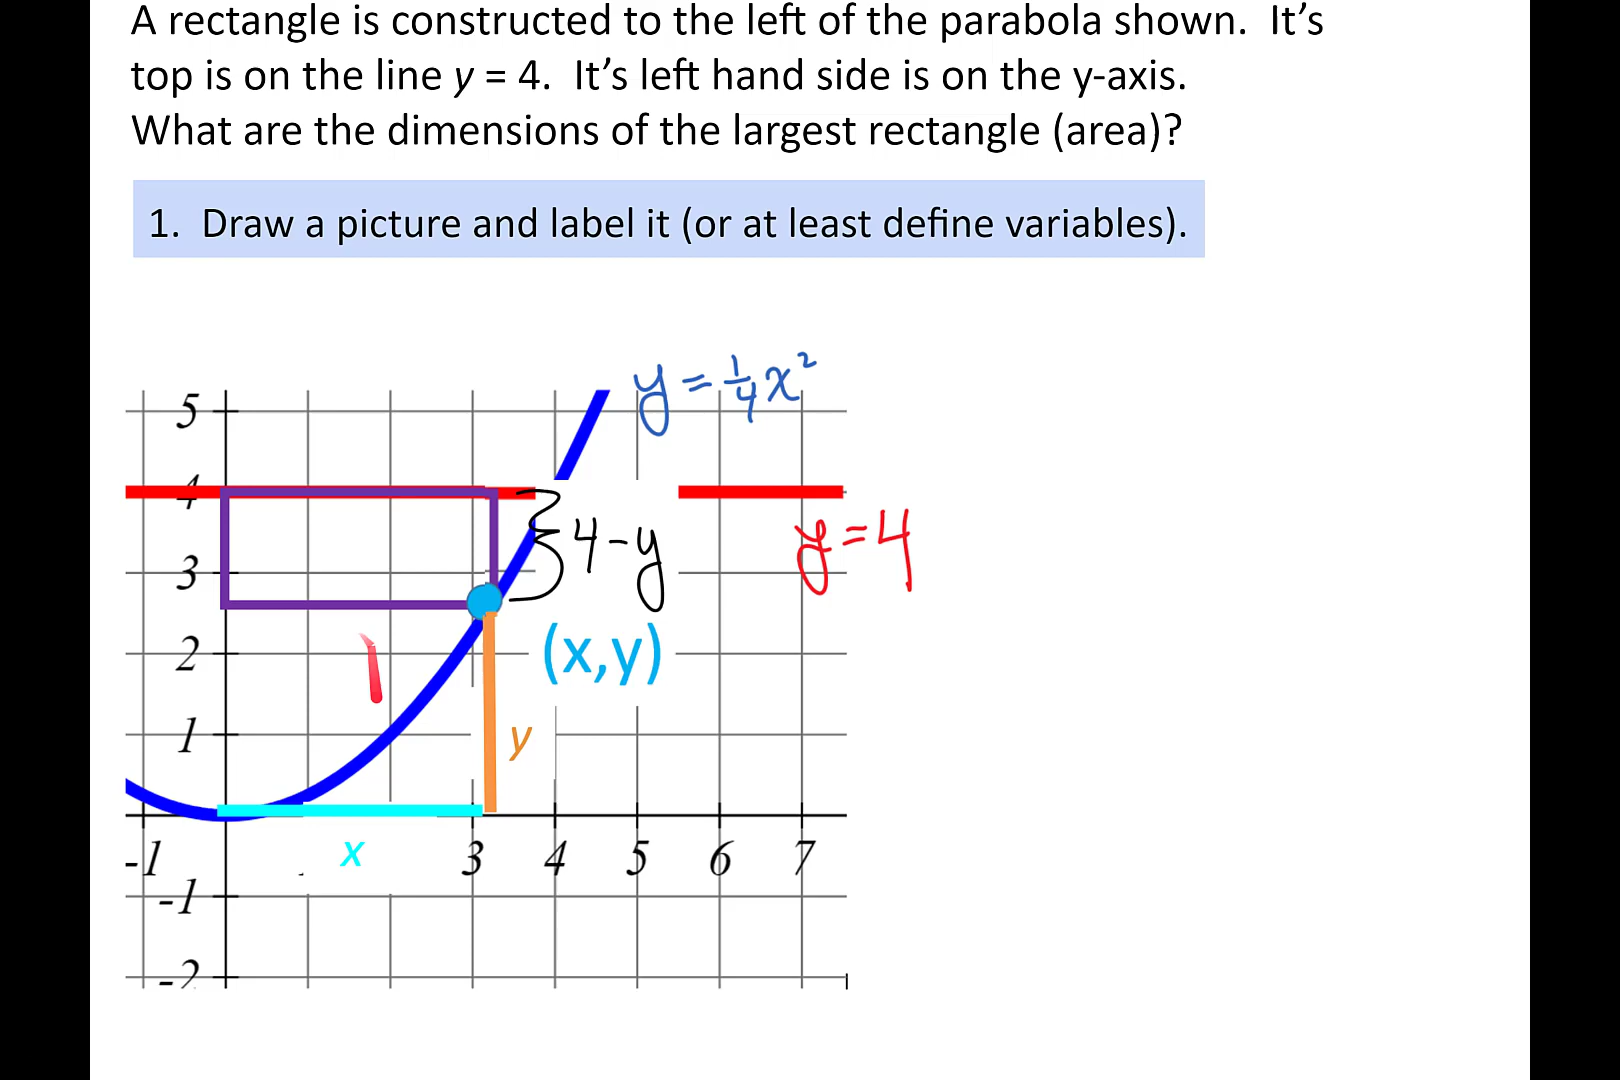 A rectangle is constructed to the left of the parabola shown. It's
top is on the line y = 4. It's left hand side is on the y-axis.
What are the dimensions of the largest rectangle (area)?
1. Draw a picture and label it (or at least define variables).
y = 1/4 x²
5
4
4-y
y=4
3
(x,y)
2
1
y
x
-1 3 4 5 6 7
-1
-2